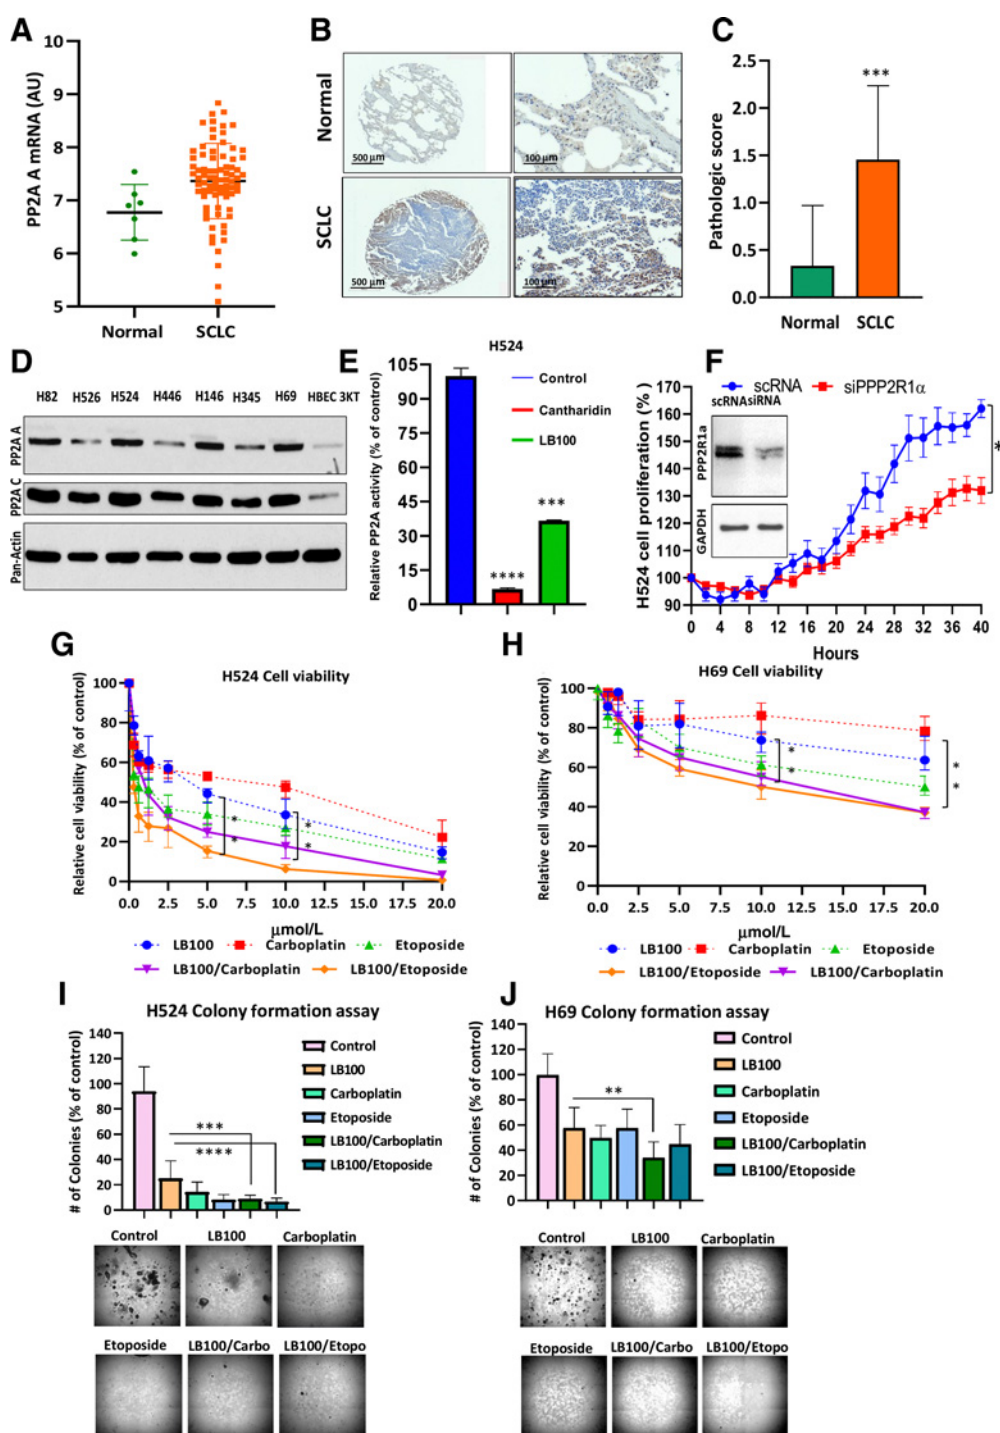 A
PP2A A mRNA (AU)
10
9
8
7
6
5
Normal SCLC
B
Normal
500 µm
100 µm
SCLC
500 µm
100 µm
C
Pathologic score
2.5
2.0
1.5
1.0
0.5
0.0
***
Normal SCLC
D
H82 H526 H524 H446 H146 H345 H69 HBEC 3KT
PP2A A
PP2A C
Pan-Actin
E
H524
Relative PP2A activity (% of control)
105
90
75
60
45
30
15
0
Control
Cantharidin
LB100
****
***
F
scRNA siPPP2R1α
H524 cell proliferation (%)
170
160
150
140
130
120
110
100
90
scRNA siRNA
PPP2R1a
GAPDH
*
0 4 8 12 16 20 24 28 32 36 40
Hours
G
H524 Cell viability
Relative cell viability (% of control)
100
80
60
40
20
0
* *
* *
0.0 2.5 5.0 7.5 10.0 12.5 15.0 17.5 20.0
µmol/L
LB100 Carboplatin Etoposide
LB100/Carboplatin LB100/Etoposide
H
H69 Cell viability
Relative cell viability (% of control)
100
80
60
40
20
0
* *
* *
0.0 2.5 5.0 7.5 10.0 12.5 15.0 17.5 20.0
µmol/L
LB100 Carboplatin Etoposide
LB100/Etoposide LB100/Carboplatin
I
H524 Colony formation assay
# of Colonies (% of control)
140
120
100
80
60
40
20
0
***
****
Control
LB100
Carboplatin
Etoposide
LB100/Carboplatin
LB100/Etoposide
Control LB100 Carboplatin
Etoposide LB100/Carbo LB100/Etopo
J
H69 Colony formation assay
# of Colonies (% of control)
140
120
100
80
60
40
20
0
**
Control
LB100
Carboplatin
Etoposide
LB100/Carboplatin
LB100/Etoposide
Control LB100 Carboplatin
Etoposide LB100/Carbo LB100/Etopo